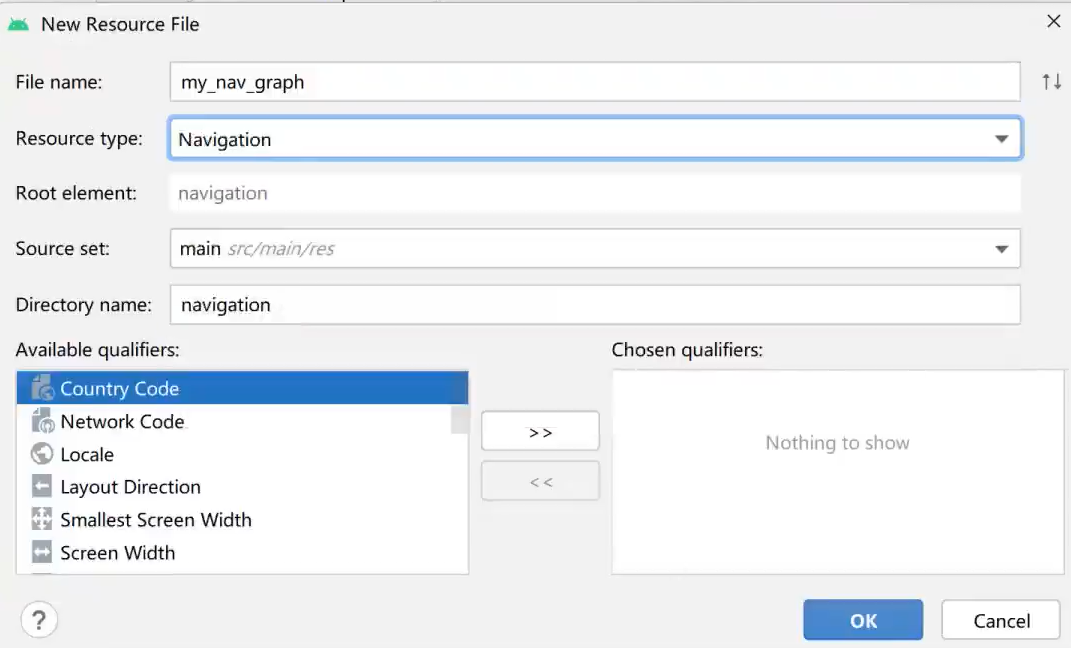 New Resource File
File name: my_nav_graph
Resource type: Navigation
Root element: navigation
Source set: main src/main/res
Directory name: navigation
Available qualifiers:
Chosen qualifiers:
Country Code
Network Code
Locale
Layout Direction
Smallest Screen Width
Screen Width
>>
<<
Nothing to show
?
OK
Cancel